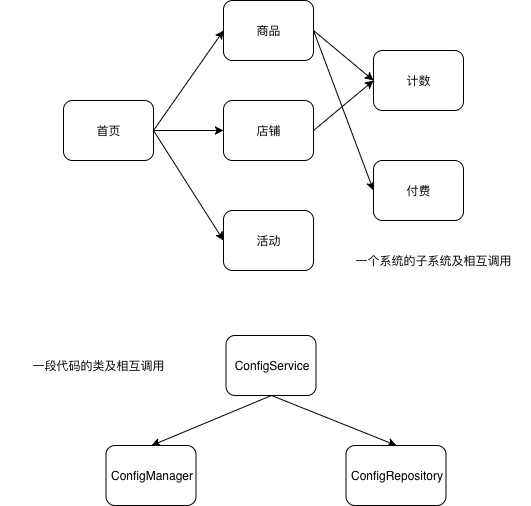 商品
计数
首页
店铺
付费
活动
一个系统的子系统及相互调用
一段代码的类及相互调用
ConfigService
ConfigManager
ConfigRepository